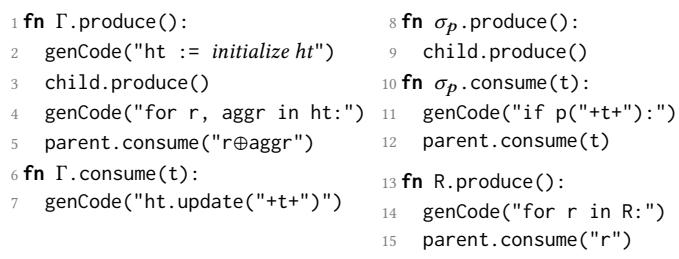 1 fn Γ.produce():
2 genCode("ht := initialize ht")
3 child.produce()
4 genCode("for r, aggr in ht:")
5 parent.consume("r⊕aggr")
6 fn Γ.consume(t):
7 genCode("ht.update("+t+")")
8 fn σp.produce():
9 child.produce()
10 fn σp.consume(t):
11 genCode("if p("+t+"):")
12 parent.consume(t)
13 fn R.produce():
14 genCode("for r in R:")
15 parent.consume("r")